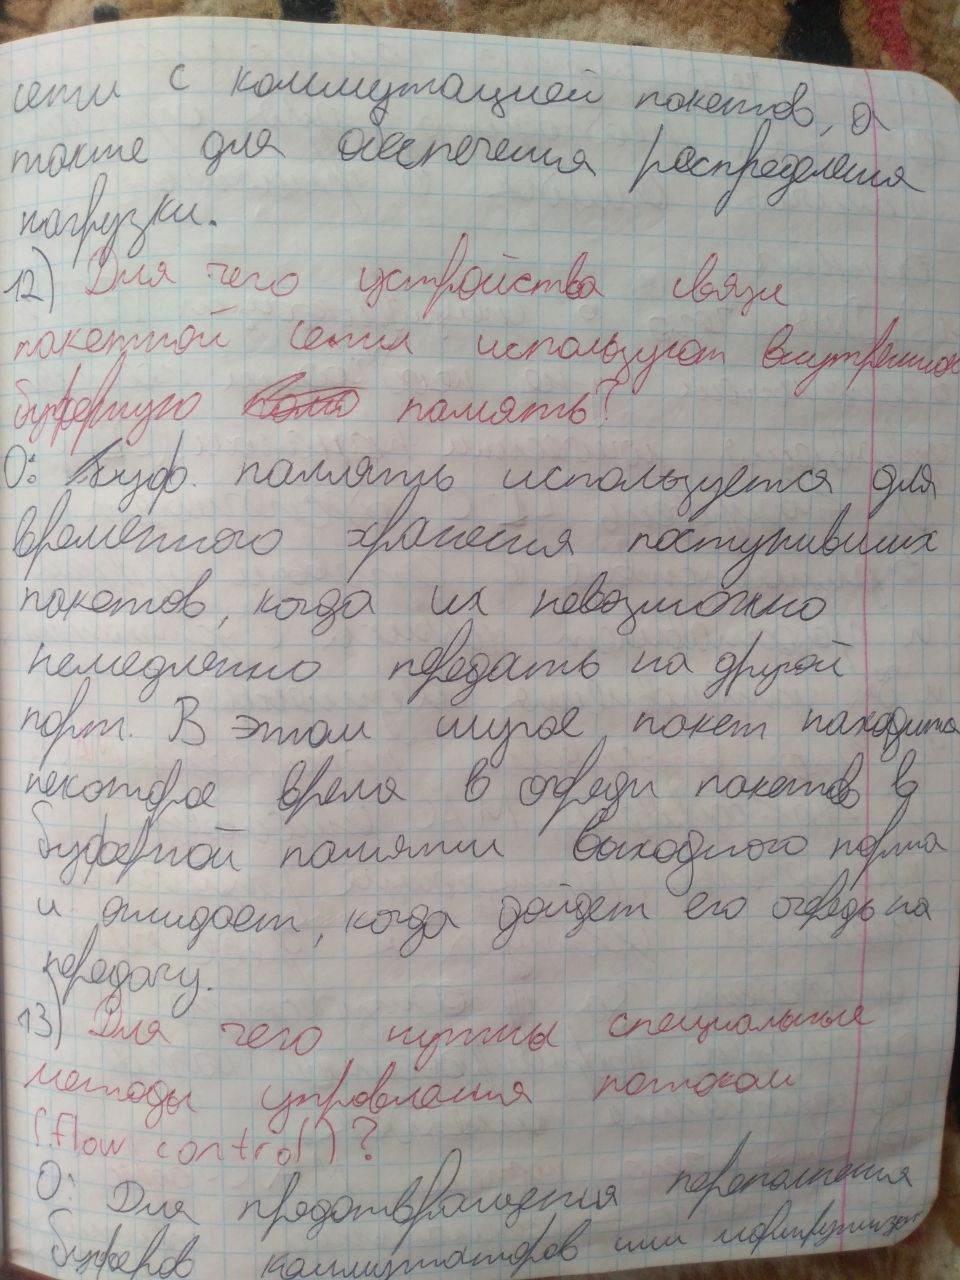 сети с коммутацией пакетов, а
также для обеспечения распределения
нагрузки.
12) Для чего устройства связи
пакетной сети используют внутреннюю
буферную память?
О: Буф. память используется для
временного хранения поступивших
пакетов, когда их невозможно
немедленно передать на другой
порт. В этом случае пакет находится
некоторое время в очереди пакетов в
буферной памяти выходного порта
и ожидает, когда дойдет его очередь на
передачу.
13) Для чего нужны специальные
методы управления потоком
(flow control)?
О: Для предотвращения переполнения
буферов коммутаторов или